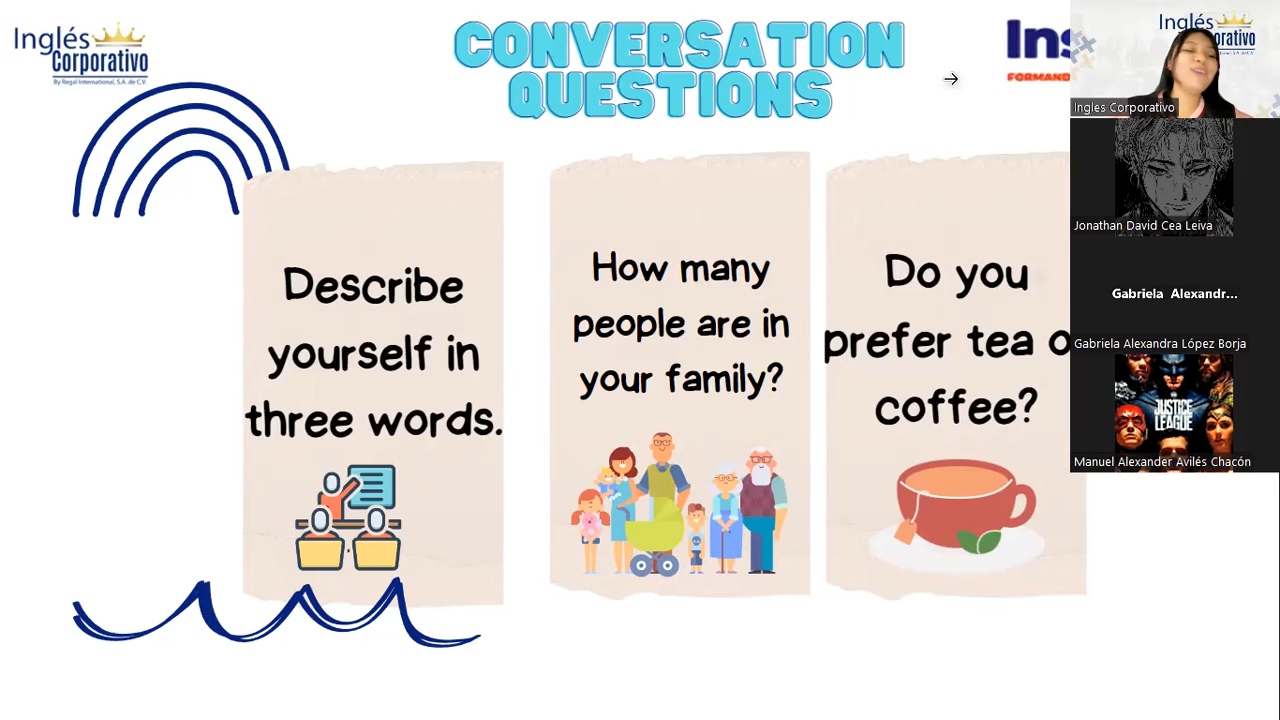 Inglés
Corporativo
By Regal International, S.A. de C.V.
CONVERSATION
QUESTIONS
Ins
FORMAND
Describe
yourself in
three words.
How many
people are in
your family?
Do you
prefer tea o
coffee?
Inglés
orativo
Ingles Corporativo
Jonathan David Cea Leiva
Gabriela Alexandr...
Gabriela Alexandra López Borja
JUSTICE
LEAGUE
Manuel Alexander Avilés Chacón